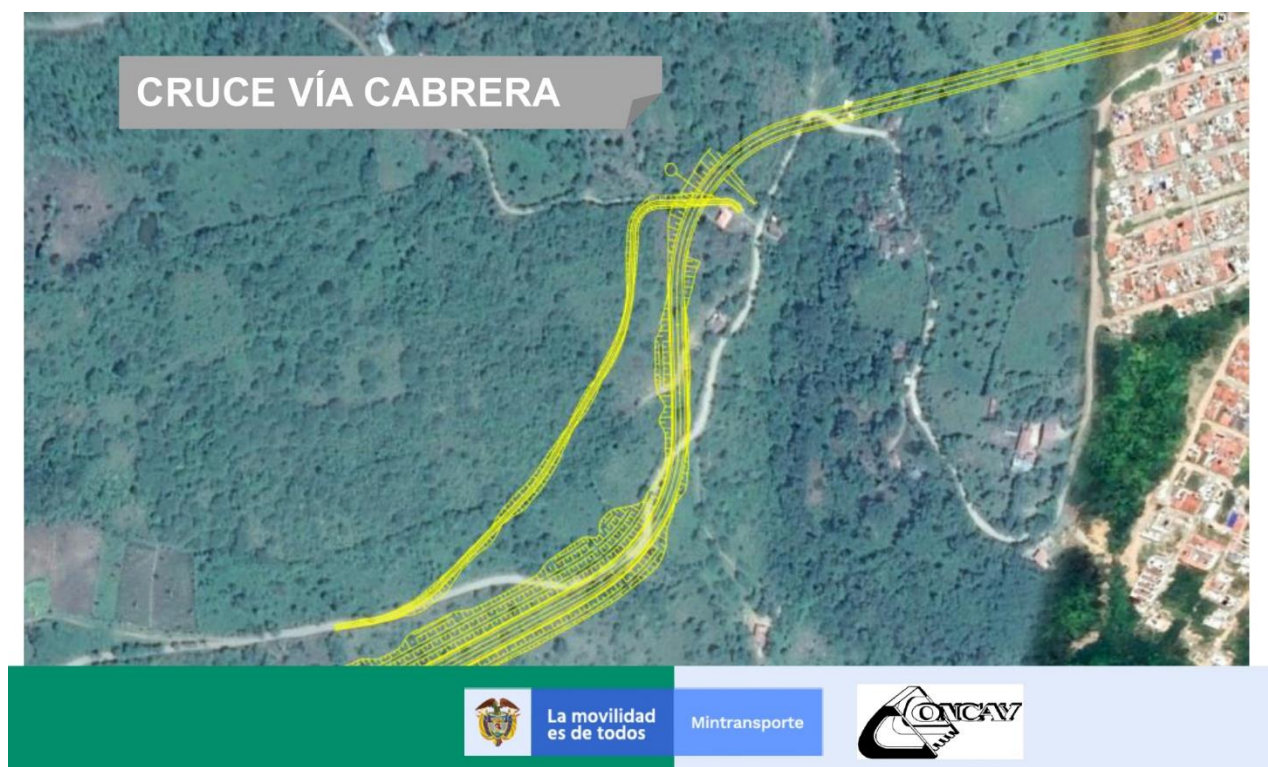 CRUCE VÍA CABRERA
La movilidad
es de todos
Mintransporte
CONCAY